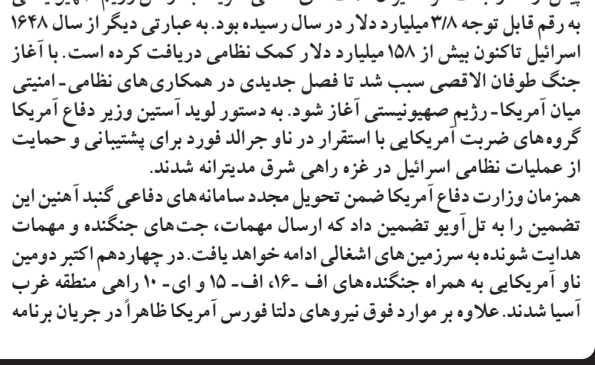 به رقم قابل توجه ۳/۸ میلیارد دلار در سال رسیده بود. به عبارتی دیگر از سال ۱۶۴۸
اسرائیل تاکنون بیش از ۱۵۸ میلیارد دلار کمک نظامی دریافت کرده است. با آغاز
جنگ طوفان الاقصی سبب شد تا فصل جدیدی در همکاری‌های نظامی- امنیتی
میان آمریکا- رژیم صهیونیستی آغاز شود. به دستور لوید آستین وزیر دفاع آمریکا
گروه‌های ضربت آمریکایی با استقرار در ناو جرالد فورد برای پشتیبانی و حمایت
از عملیات نظامی اسرائیل در غزه راهی شرق مدیترانه شدند.
همزمان وزارت دفاع آمریکا ضمن تحویل مجدد سامانه‌های دفاعی گنبد آهنین این
تضمین را به تل‌آویو تضمین داد که ارسال مهمات، جت‌های جنگنده و مهمات
هدایت شونده به سرزمین‌های اشغالی ادامه خواهد یافت. در چهاردهم اکتبر دومین
ناو آمریکایی به همراه جنگنده‌های اف -۱۶، اف- ۱۵ و ای- ۱۰ راهی منطقه غرب
آسیا شدند. علاوه بر موارد فوق نیروهای دلتا فورس آمریکا ظاهراً در جریان برنامه